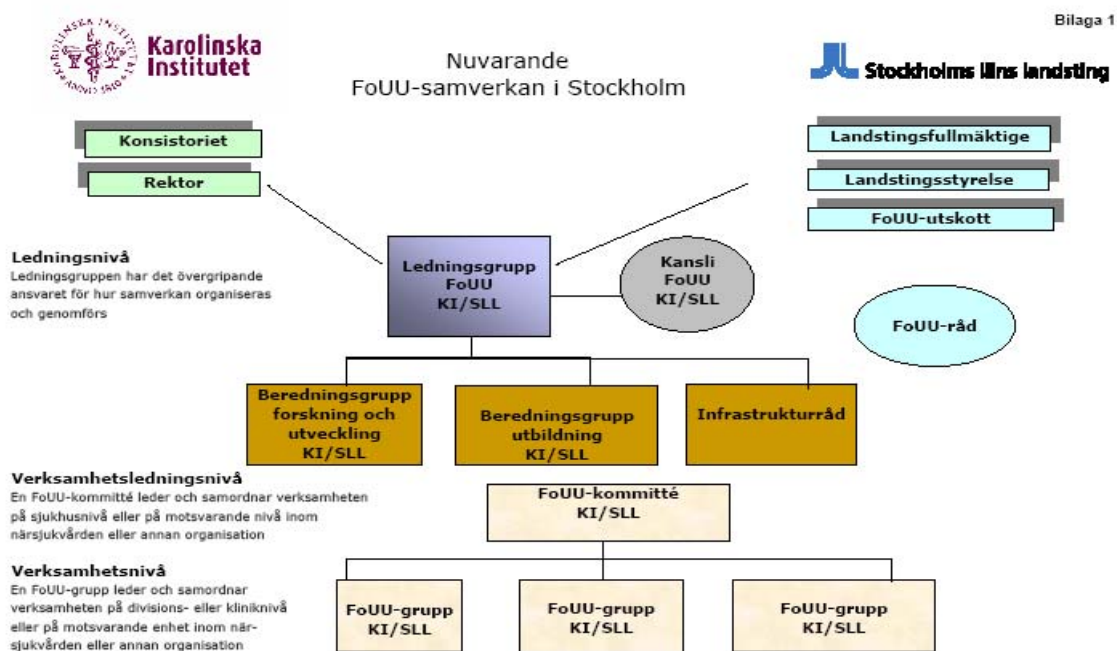 Bilaga 1
Karolinska
Institutet
Nuvarande
FoUU-samverkan i Stockholm
Stockholms läns landsting
Konsistoriet
Rektor
Landstingsfullmäktige
Landstingsstyrelse
FoUU-utskott
Ledningsnivå
Ledningsgruppen har det övergripande
ansvaret för hur samverkan organiseras
och genomförs
Ledningsgrupp
FoUU
KI/SLL
Kansli
FoUU
KI/SLL
FoUU-råd
Beredningsgrupp
forskning och
utveckling
KI/SLL
Beredningsgrupp
utbildning
KI/SLL
Infrastrukturråd
Verksamhetsledningsnivå
En FoUU-kommitté leder och samordnar verksamheten
på sjukhusnivå eller på motsvarande nivå inom
närsjukvården eller annan organisation
FoUU-kommitté
KI/SLL
Verksamhetsnivå
En FoUU-grupp leder och samordnar
verksamheten på divisions- eller kliniknivå
eller på motsvarande enhet inom när-
sjukvården eller annan organisation
FoUU-grupp
KI/SLL
FoUU-grupp
KI/SLL
FoUU-grupp
KI/SLL